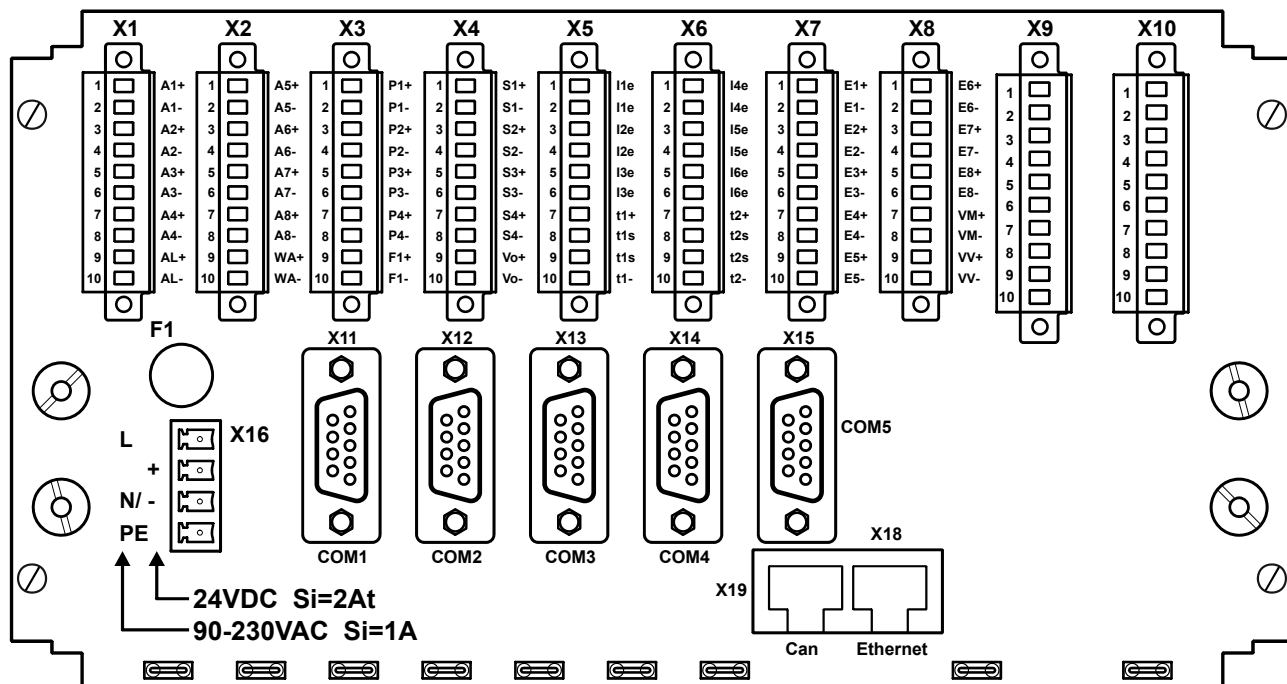 X1 X2 X3 X4 X5 X6 X7 X8 X9 X10
1 A1+ 1 A5+ 1 P1+ 1 S1+ 1 I1e 1 I4e 1 E1+ 1 E6+ 1 1
2 A1- 2 A5- 2 P1- 2 S1- 2 I1e 2 I4e 2 E1- 2 E6- 2 2
3 A2+ 3 A6+ 3 P2+ 3 S2+ 3 I2e 3 I5e 3 E2+ 3 E7+ 3 3
4 A2- 4 A6- 4 P2- 4 S2- 4 I2e 4 I5e 4 E2- 4 E7- 4 4
5 A3+ 5 A7+ 5 P3+ 5 S3+ 5 I3e 5 I6e 5 E3+ 5 E8+ 5 5
6 A3- 6 A7- 6 P3- 6 S3- 6 I3e 6 I6e 6 E3- 6 E8- 6 6
7 A4+ 7 A8+ 7 P4+ 7 S4+ 7 t1+ 7 t2+ 7 E4+ 7 VM+ 7 7
8 A4- 8 A8- 8 P4- 8 S4- 8 t1s 8 t2s 8 E4- 8 VM- 8 8
9 AL+ 9 WA+ 9 F1+ 9 Vo+ 9 t1s 9 t2s 9 E5+ 9 VV+ 9 9
10 AL- 10 WA- 10 F1- 10 Vo- 10 t1- 10 t2- 10 E5- 10 VV- 10 10
F1 X11 X12 X13 X14 X15
L X16 COM5
+
N/ -
PE
COM1 COM2 COM3 COM4
X18
X19
24VDC Si=2At
90-230VAC Si=1A
Can Ethernet